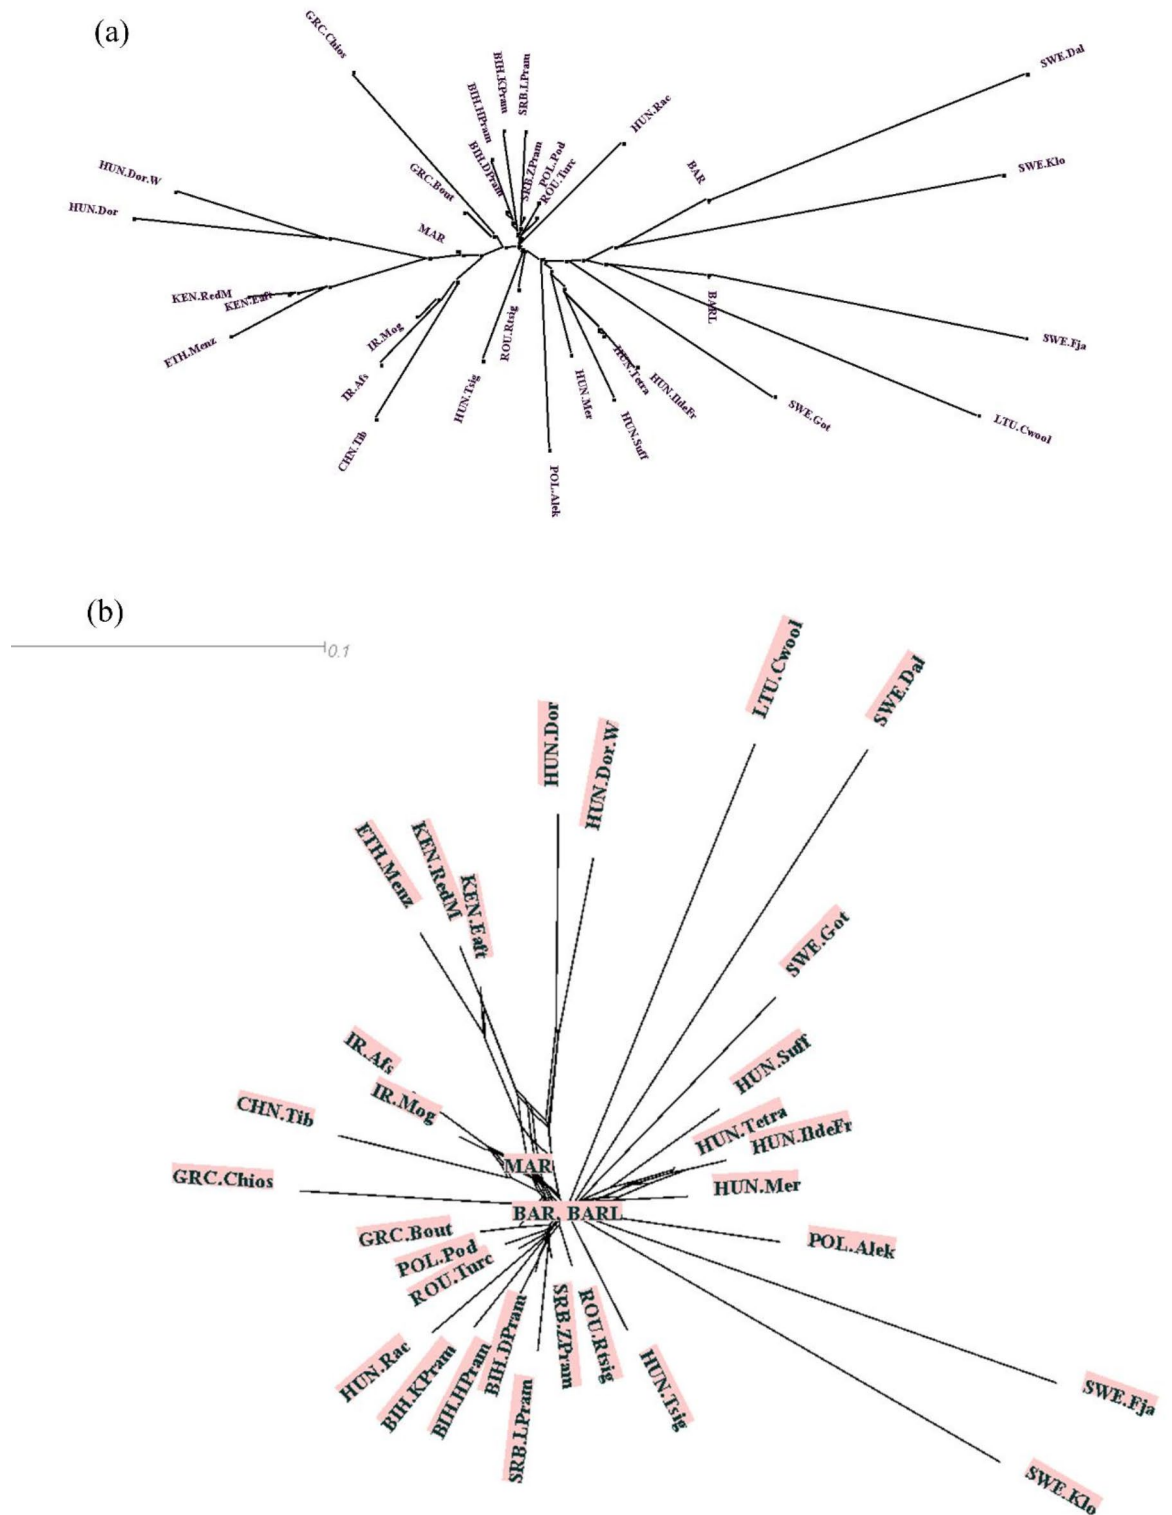 (a)
GRC.Chios
BIH.KPram
SRB.LPram
SWE.Dal
BIH.HPram
HUN.Rac
BIH.DPram
SRB.ZPram
POL.Pod
ROU.Turc
BAR
SWE.Klo
HUN.Dor.W
GRC.Bout
HUN.Dor
MAR
KEN.RedM
KEN.Eaft
BARL
ETH.Menz
IR.Mog
ROU.Rtsig
SWE.Fja
IR.Afs
HUN.Tsig
HUN.Mer
HUN.Tetra
HUN.IldeFr
SWE.Got
LTU.Cwool
CHN.Tib
HUN.Suff
POL.Alek
(b)
0.1
LTU.Cwool
SWE.Dal
HUN.Dor
HUN.Dor.W
ETH.Menz
KEN.RedM
KEN.Eaft
SWE.Got
IR.Afs
HUN.Suff
CHN.Tib
IR.Mog
HUN.Tetra
HUN.IldeFr
MAR
GRC.Chios
HUN.Mer
BAR, BARL
GRC.Bout
POL.Alek
POL.Pod
ROU.Turc
HUN.Rac
BIH.KPram
BIH.HPram
BIH.DPram
SRB.LPram
SRB.ZPram
ROU.Rtsig
HUN.Tsig
SWE.Fja
SWE.Klo